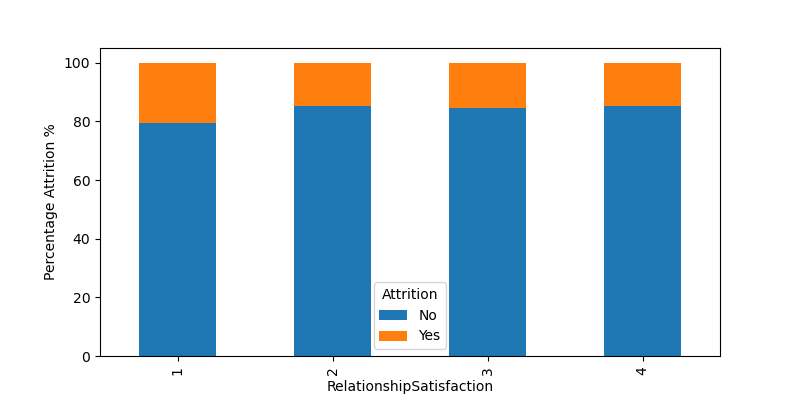 100
80
60
40
20
0
Percentage Attrition %
Attrition
No
Yes
1
2
3
4
RelationshipSatisfaction